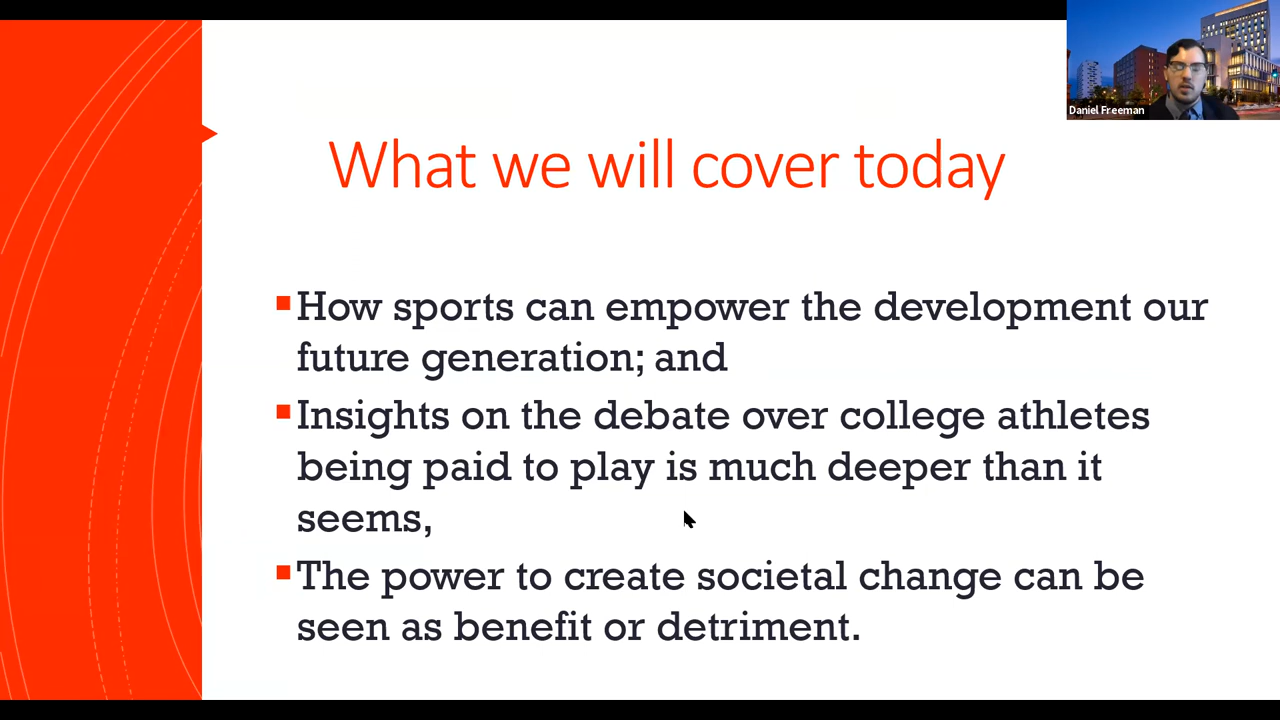 Daniel Freeman
What we will cover today
How sports can empower the development our
future generation; and
Insights on the debate over college athletes
being paid to play is much deeper than it
seems,
The power to create societal change can be
seen as benefit or detriment.